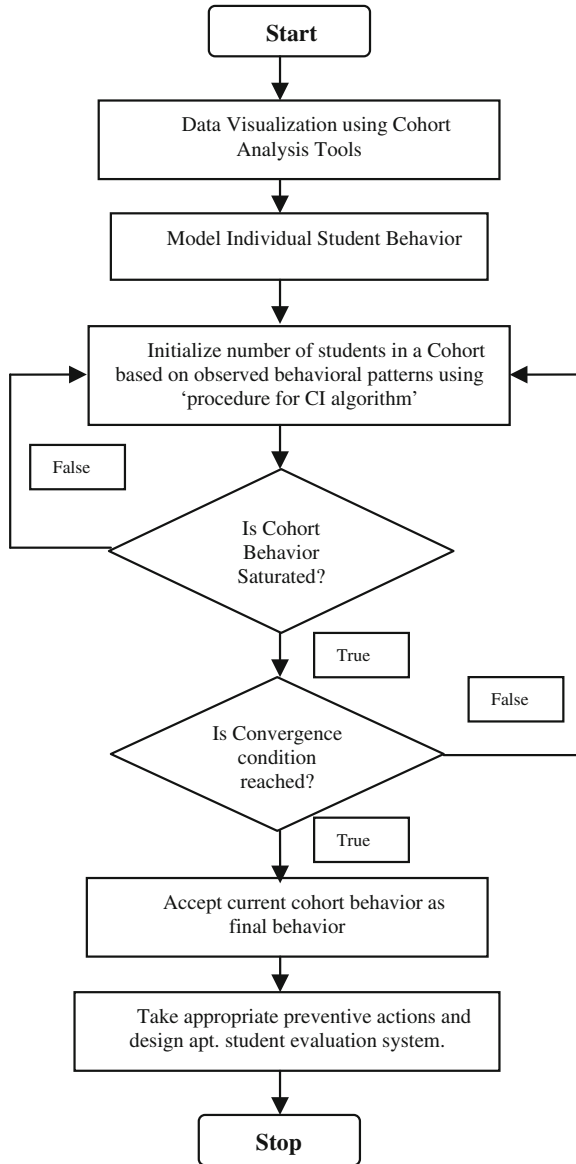 Start
Data Visualization using Cohort
Analysis Tools
Model Individual Student Behavior
Initialize number of students in a Cohort
based on observed behavioral patterns using
‘procedure for CI algorithm’
False
Is Cohort
Behavior
Saturated?
True
False
Is Convergence
condition
reached?
True
Accept current cohort behavior as
final behavior
Take appropriate preventive actions and
design apt. student evaluation system.
Stop